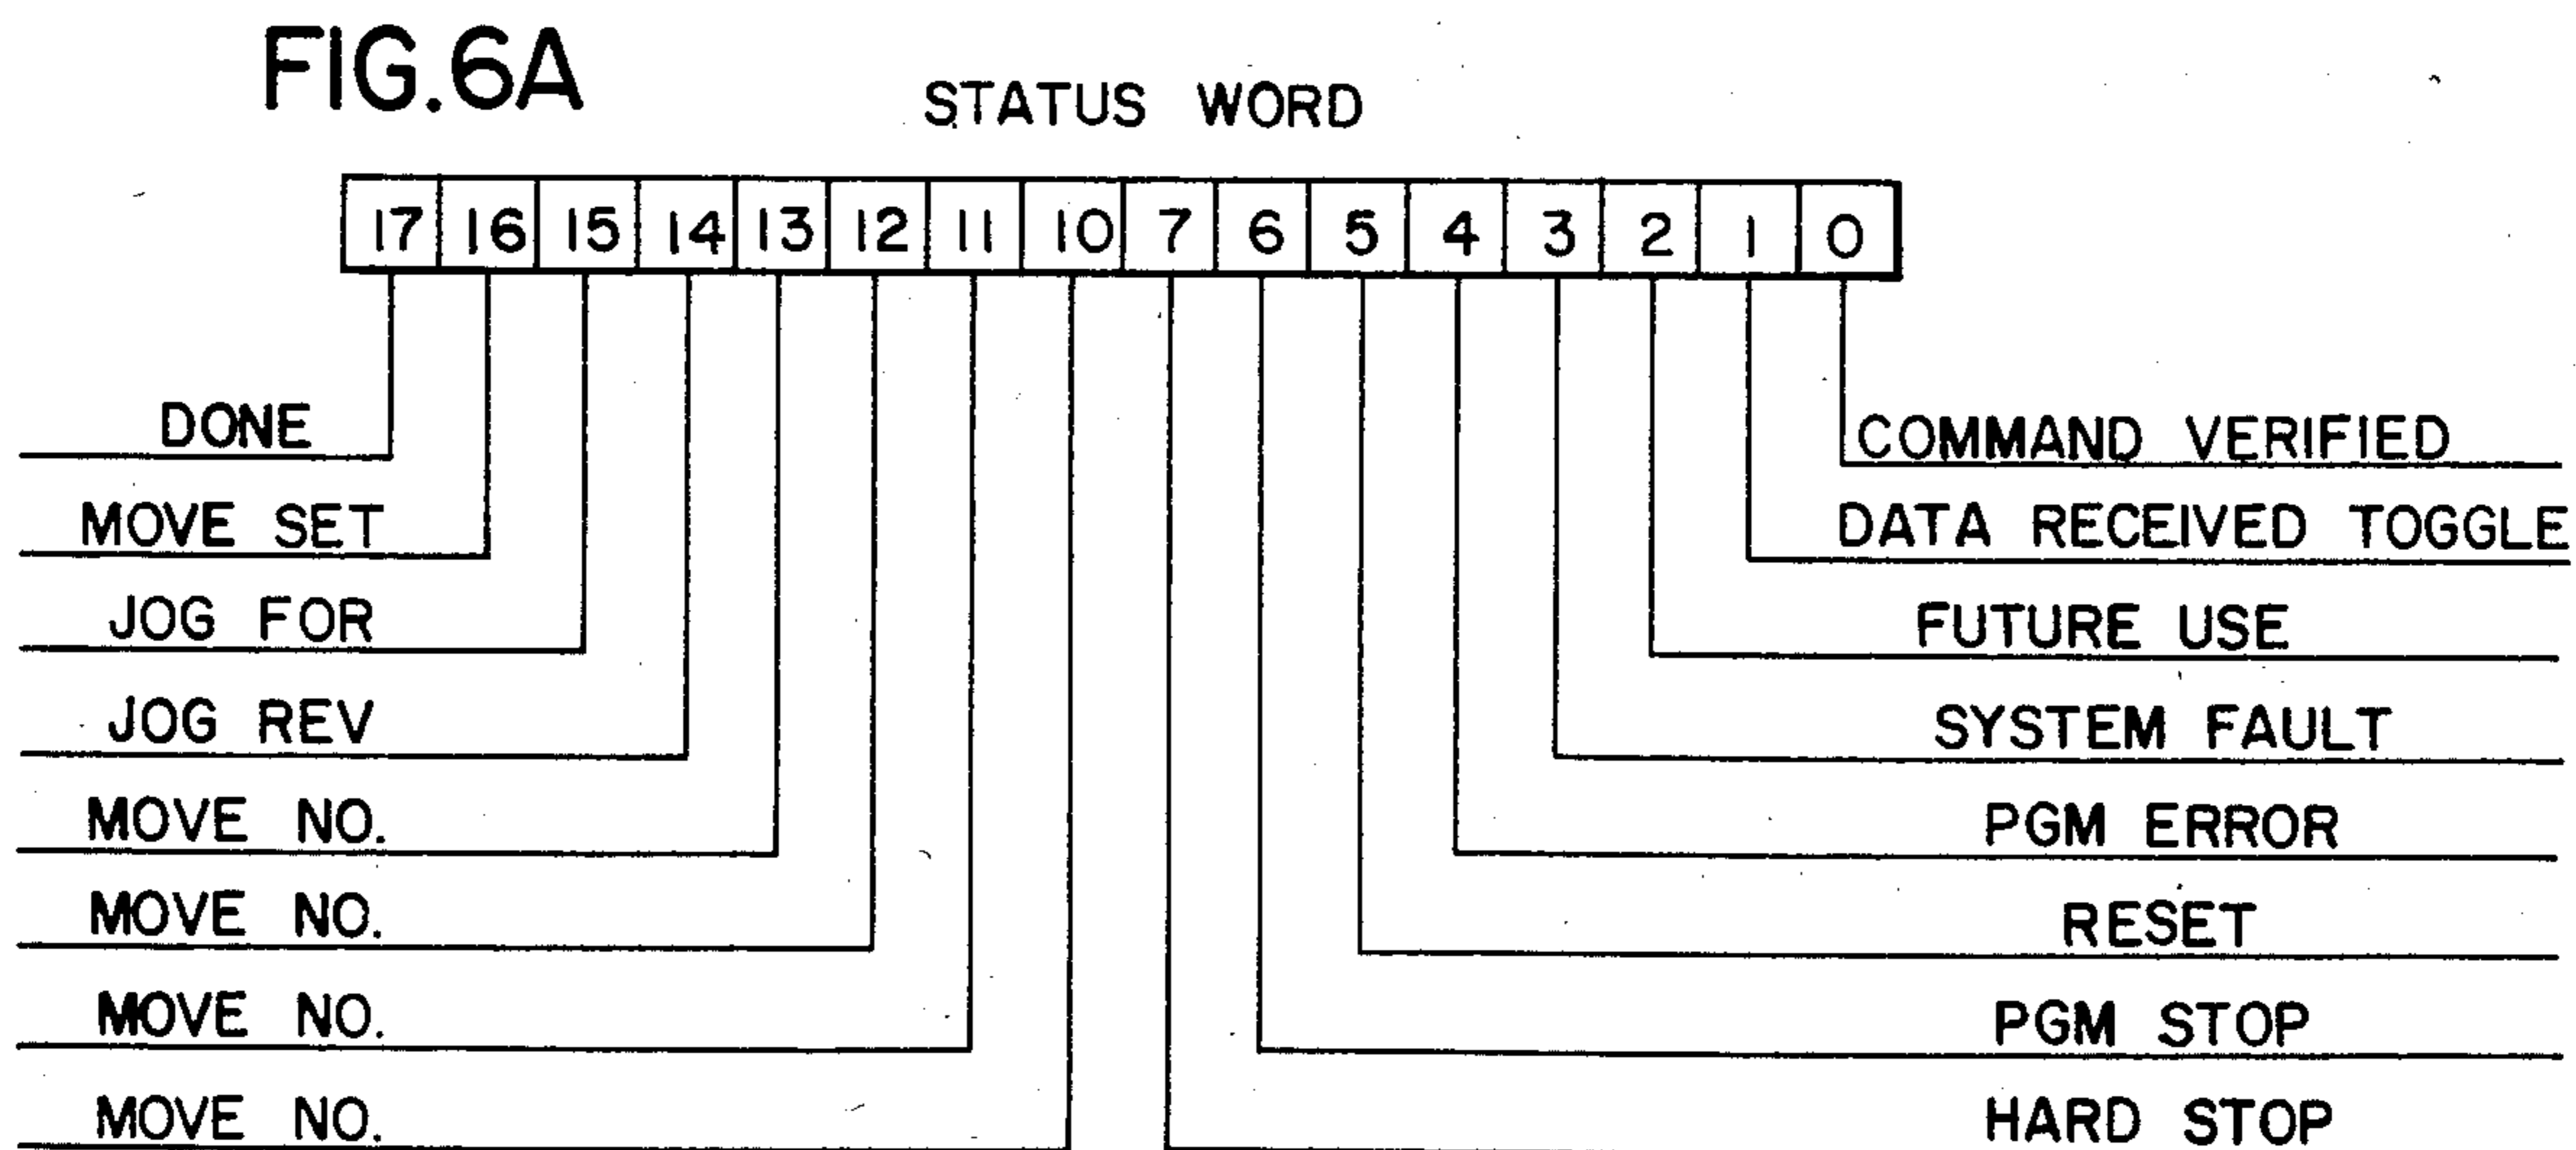 FIG.6A
STATUS WORD
17 16 15 14 13 12 11 10 7 6 5 4 3 2 1 0
DONE
COMMAND VERIFIED
MOVE SET
DATA RECEIVED TOGGLE
JOG FOR
FUTURE USE
JOG REV
SYSTEM FAULT
MOVE NO.
PGM ERROR
MOVE NO.
RESET
MOVE NO.
PGM STOP
MOVE NO.
HARD STOP